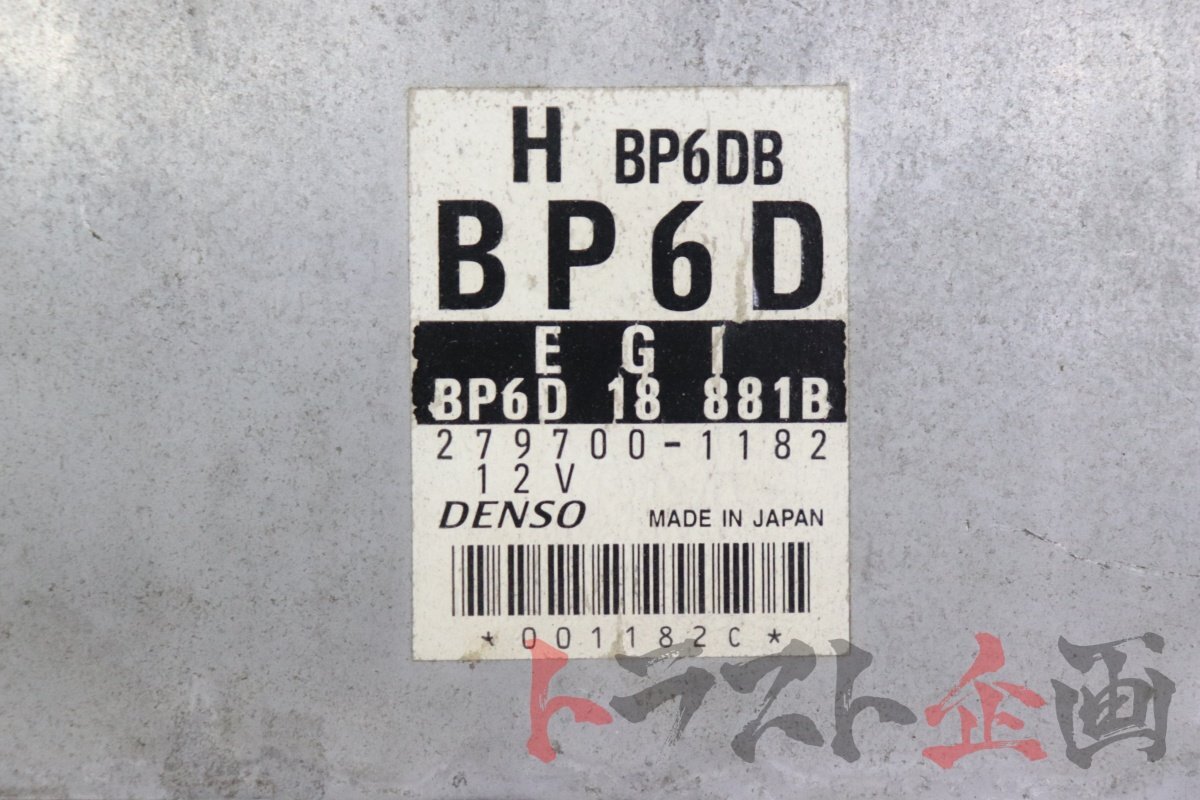 H BP6DB
BP6D
EGI
BP6D 18 881B
279700-1182
12V
DENSO MADE IN JAPAN
*001182C*
トラスト企画